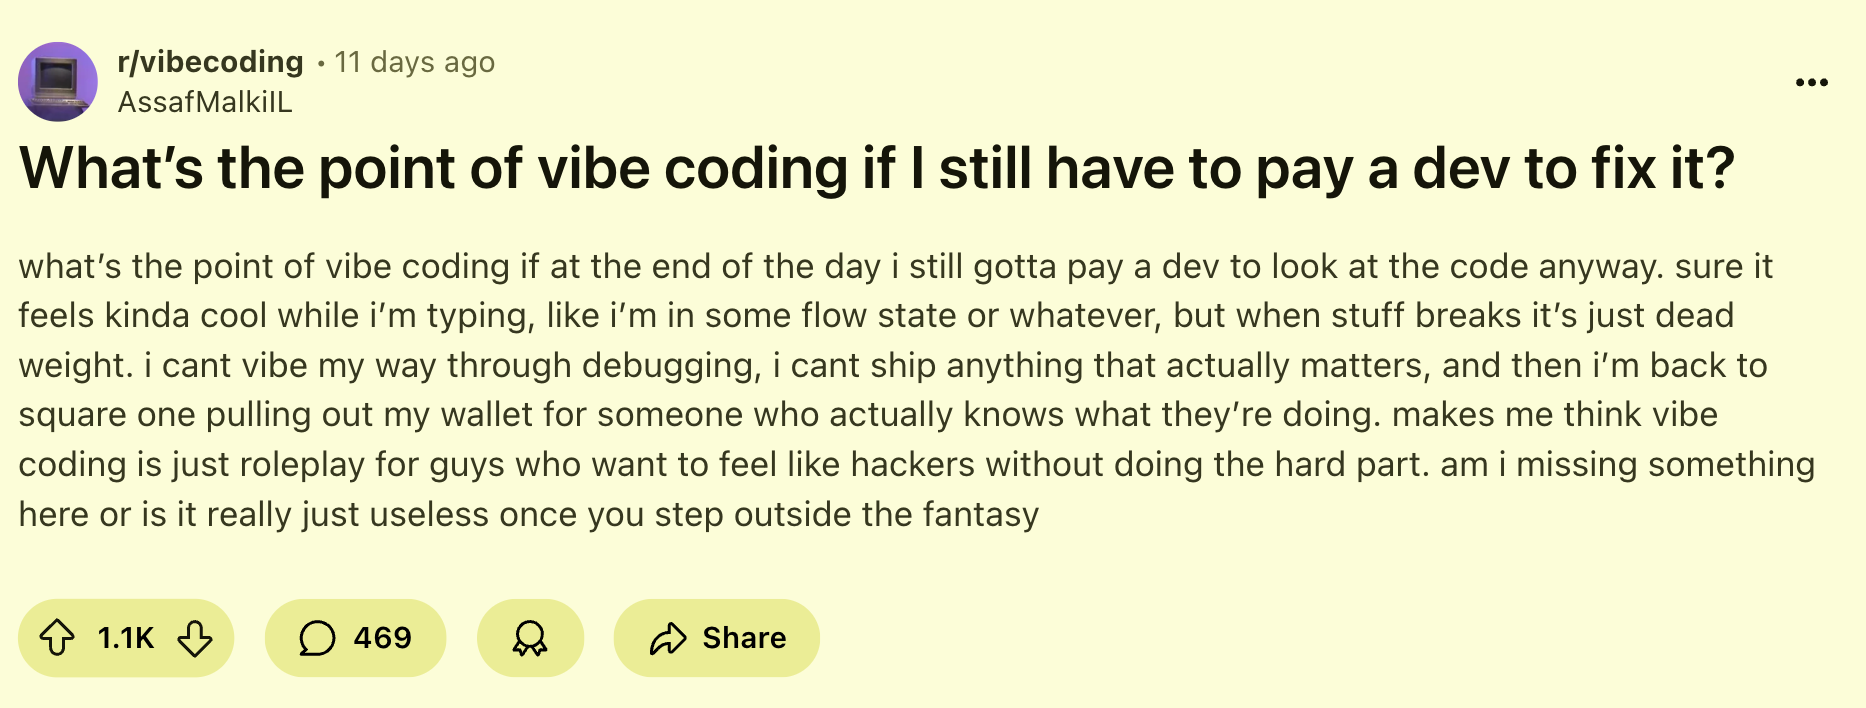 r/vibecoding • 11 days ago
AssafMalkiIL
What’s the point of vibe coding if I still have to pay a dev to fix it?
what’s the point of vibe coding if at the end of the day i still gotta pay a dev to look at the code anyway. sure it
feels kinda cool while i’m typing, like i’m in some flow state or whatever, but when stuff breaks it’s just dead
weight. i cant vibe my way through debugging, i cant ship anything that actually matters, and then i’m back to
square one pulling out my wallet for someone who actually knows what they’re doing. makes me think vibe
coding is just roleplay for guys who want to feel like hackers without doing the hard part. am i missing something
here or is it really just useless once you step outside the fantasy
1.1K 469 Share